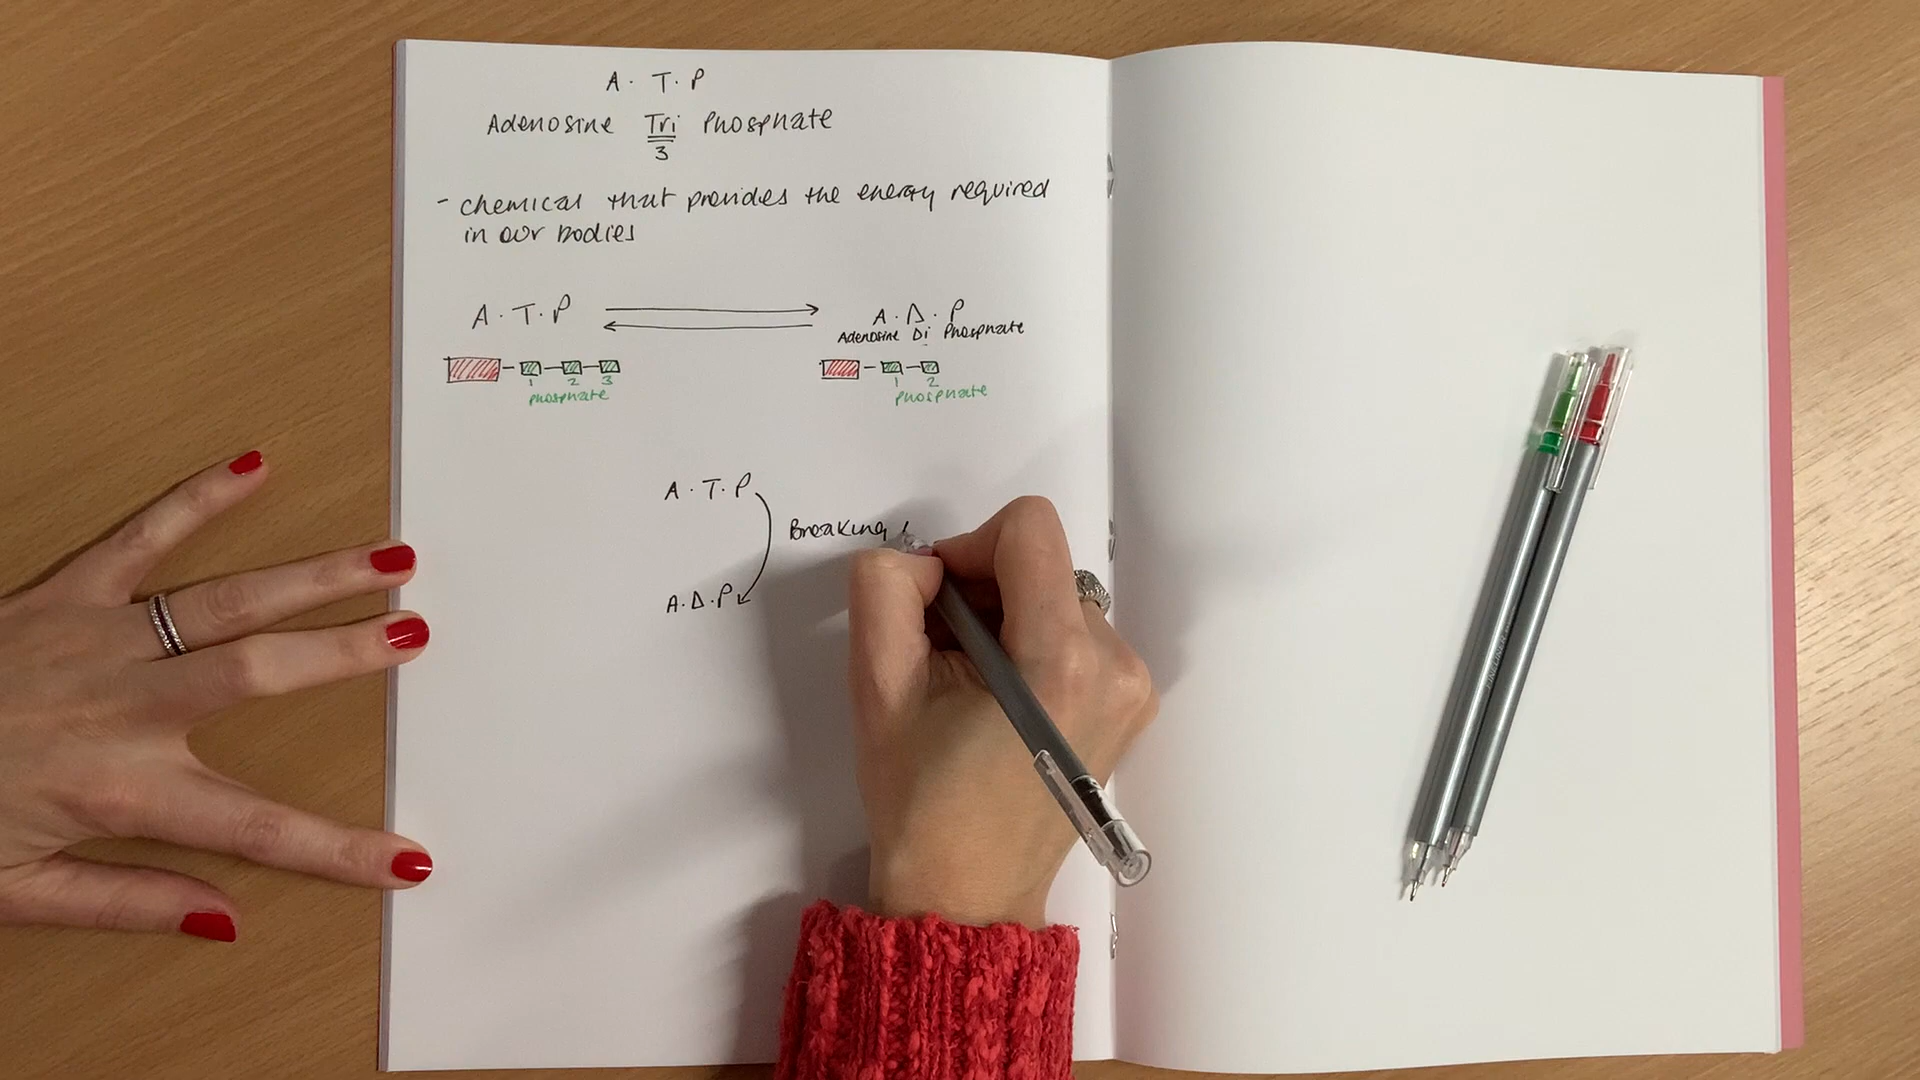 A. T. P
Adenosine Tri Phosphate
3
- chemical that provides the energy required
in our bodies
A.T.P
A.D.P
Adenosine Di Phosphate
1 2 3
phosphate
1 2
phosphate
A.T.P
Breaking
A.D.P